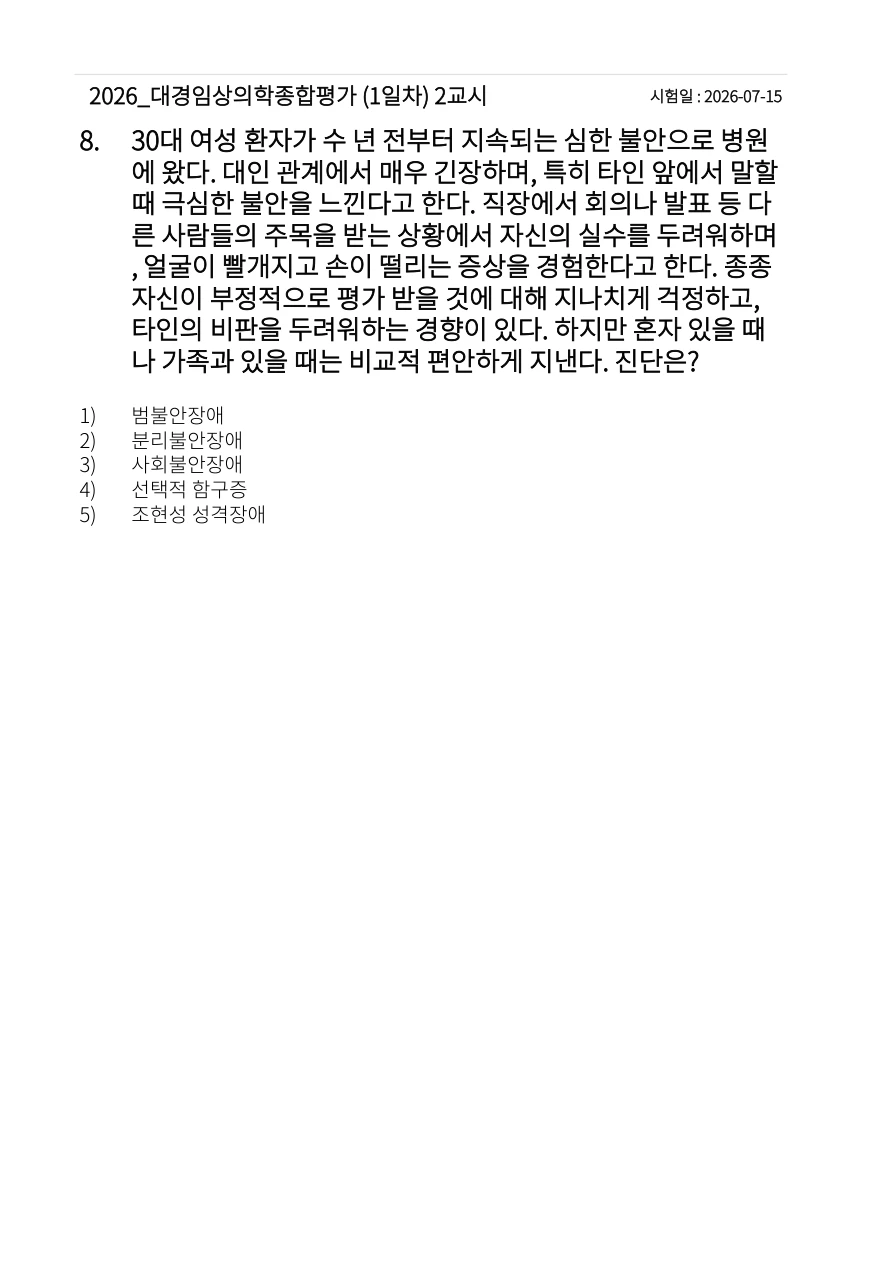 2026_대경임상의학종합평가 (1일차) 2교시
시험일 : 2026-07-15
8. 30대 여성 환자가 수 년 전부터 지속되는 심한 불안으로 병원
에 왔다. 대인 관계에서 매우 긴장하며, 특히 타인 앞에서 말할
때 극심한 불안을 느낀다고 한다. 직장에서 회의나 발표 등 다
른 사람들의 주목을 받는 상황에서 자신의 실수를 두려워하며
, 얼굴이 빨개지고 손이 떨리는 증상을 경험한다고 한다. 종종
자신이 부정적으로 평가 받을 것에 대해 지나치게 걱정하고,
타인의 비판을 두려워하는 경향이 있다. 하지만 혼자 있을 때
나 가족과 있을 때는 비교적 편안하게 지낸다. 진단은?
1) 범불안장애
2) 분리불안장애
3) 사회불안장애
4) 선택적 함구증
5) 조현성 성격장애